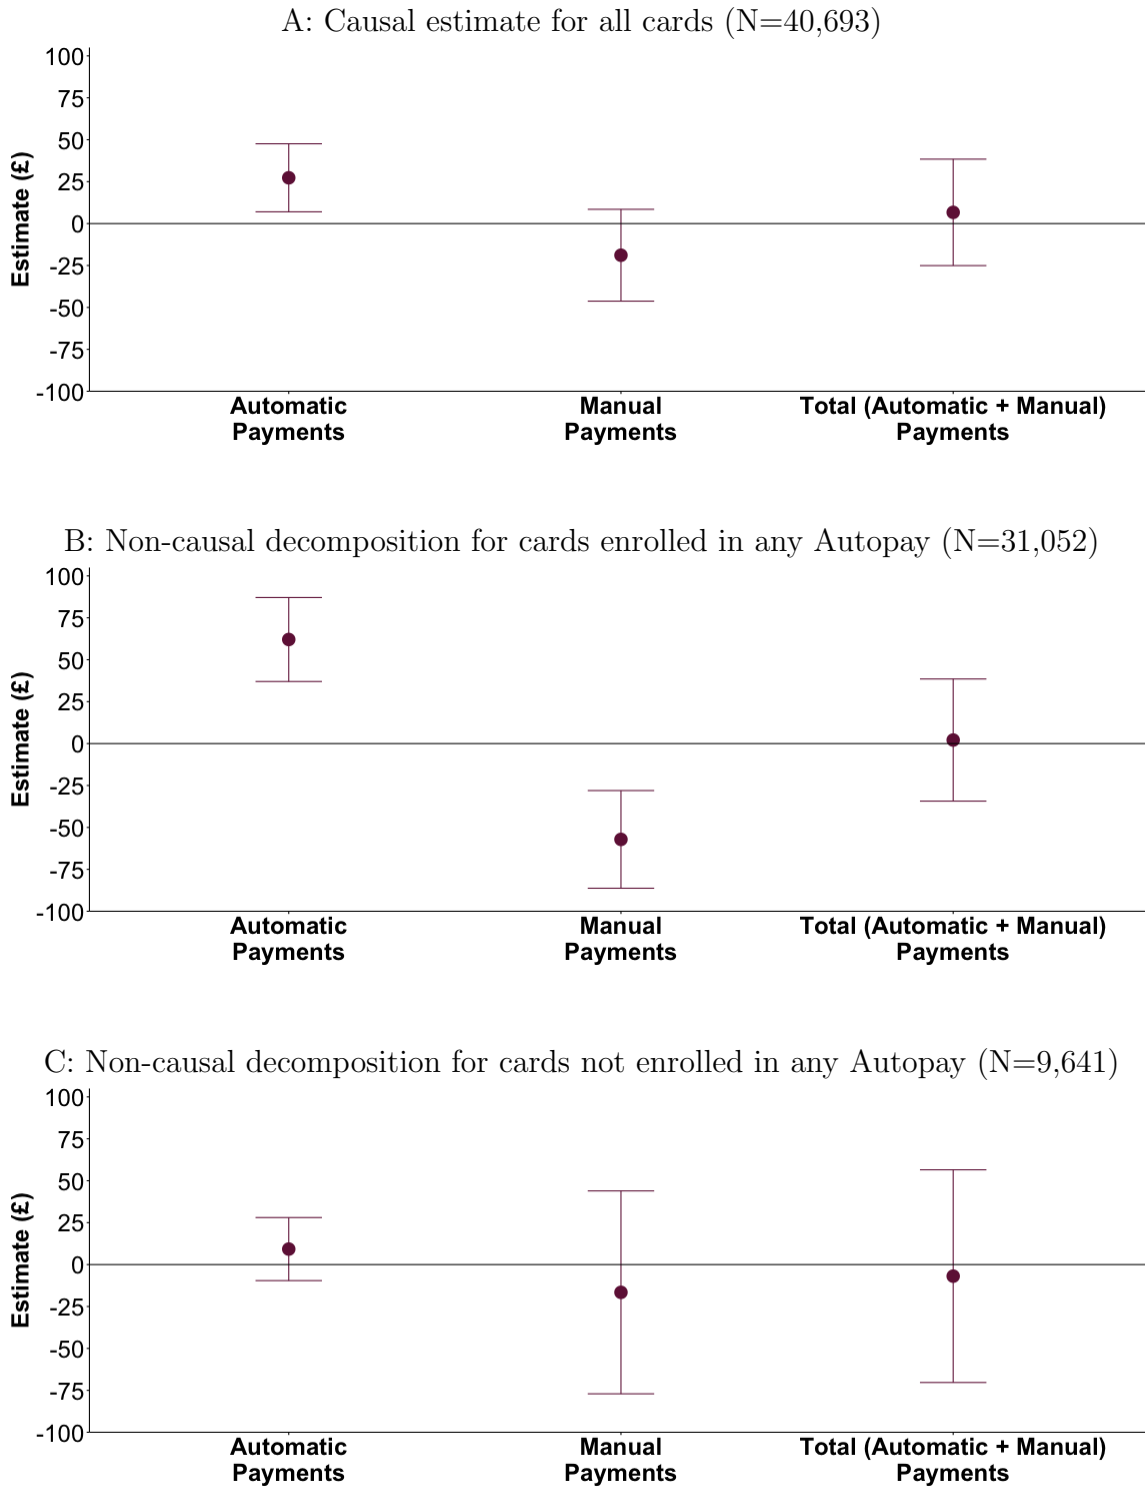 A: Causal estimate for all cards (N=40,693)
Estimate (£)
100
75
50
25
0
-25
-50
-75
-100
Automatic
Payments
Manual
Payments
Total (Automatic + Manual)
Payments
B: Non-causal decomposition for cards enrolled in any Autopay (N=31,052)
Estimate (£)
100
75
50
25
0
-25
-50
-75
-100
Automatic
Payments
Manual
Payments
Total (Automatic + Manual)
Payments
C: Non-causal decomposition for cards not enrolled in any Autopay (N=9,641)
Estimate (£)
100
75
50
25
0
-25
-50
-75
-100
Automatic
Payments
Manual
Payments
Total (Automatic + Manual)
Payments